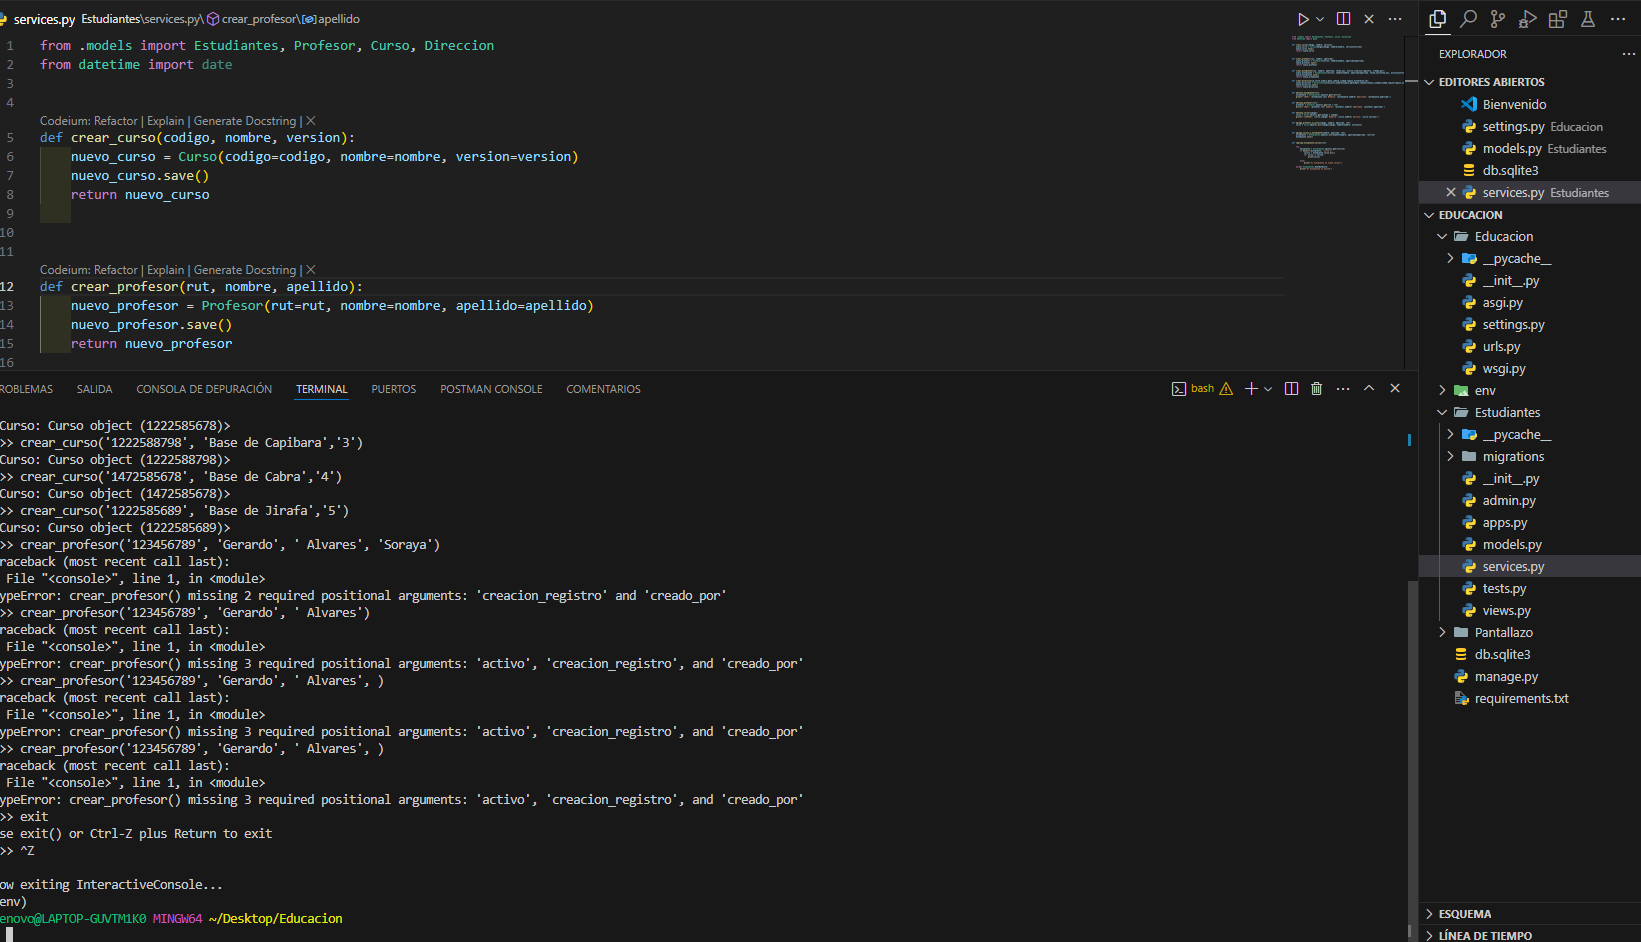 services.py Estudiantes\services.py\ crear_profesor\ apellido
1 from .models import Estudiantes, Profesor, Curso, Direccion
2 from datetime import date
3
4
Codeium: Refactor | Explain | Generate Docstring | X
5 def crear_curso(codigo, nombre, version):
6 nuevo_curso = Curso(codigo=codigo, nombre=nombre, version=version)
7 nuevo_curso.save()
8 return nuevo_curso
9
10
11
Codeium: Refactor | Explain | Generate Docstring | X
12 def crear_profesor(rut, nombre, apellido):
13 nuevo_profesor = Profesor(rut=rut, nombre=nombre, apellido=apellido)
14 nuevo_profesor.save()
15 return nuevo_profesor
16
ROBLEMAS SALIDA CONSOLA DE DEPURACIÓN TERMINAL PUERTOS POSTMAN CONSOLE COMENTARIOS bash
Curso: Curso object (1222585678)>
>> crear_curso('1222588798', 'Base de Capibara','3')
Curso: Curso object (1222588798)>
>> crear_curso('1472585678', 'Base de Cabra','4')
Curso: Curso object (1472585678)>
>> crear_curso('1222585689', 'Base de Jirafa','5')
Curso: Curso object (1222585689)>
>> crear_profesor('123456789', 'Gerardo', ' Alvares', 'Soraya')
raceback (most recent call last):
File "<console>", line 1, in <module>
ypeError: crear_profesor() missing 2 required positional arguments: 'creacion_registro' and 'creado_por'
>> crear_profesor('123456789', 'Gerardo', ' Alvares')
raceback (most recent call last):
File "<console>", line 1, in <module>
ypeError: crear_profesor() missing 3 required positional arguments: 'activo', 'creacion_registro', and 'creado_por'
>> crear_profesor('123456789', 'Gerardo', ' Alvares', )
raceback (most recent call last):
File "<console>", line 1, in <module>
ypeError: crear_profesor() missing 3 required positional arguments: 'activo', 'creacion_registro', and 'creado_por'
>> crear_profesor('123456789', 'Gerardo', ' Alvares', )
raceback (most recent call last):
File "<console>", line 1, in <module>
ypeError: crear_profesor() missing 3 required positional arguments: 'activo', 'creacion_registro', and 'creado_por'
>> exit
se exit() or Ctrl-Z plus Return to exit
>> ^Z
ow exiting InteractiveConsole...
env)
enovo@LAPTOP-GUVTM1K0 MINGW64 ~/Desktop/Educacion
EXPLORADOR
EDITORES ABIERTOS
Bienvenido
settings.py Educacion
models.py Estudiantes
db.sqlite3
services.py Estudiantes
EDUCACION
Educacion
__pycache__
__init__.py
asgi.py
settings.py
urls.py
wsgi.py
env
Estudiantes
__pycache__
migrations
__init__.py
admin.py
apps.py
models.py
services.py
tests.py
views.py
Pantallazo
db.sqlite3
manage.py
requirements.txt
ESQUEMA
LÍNEA DE TIEMPO